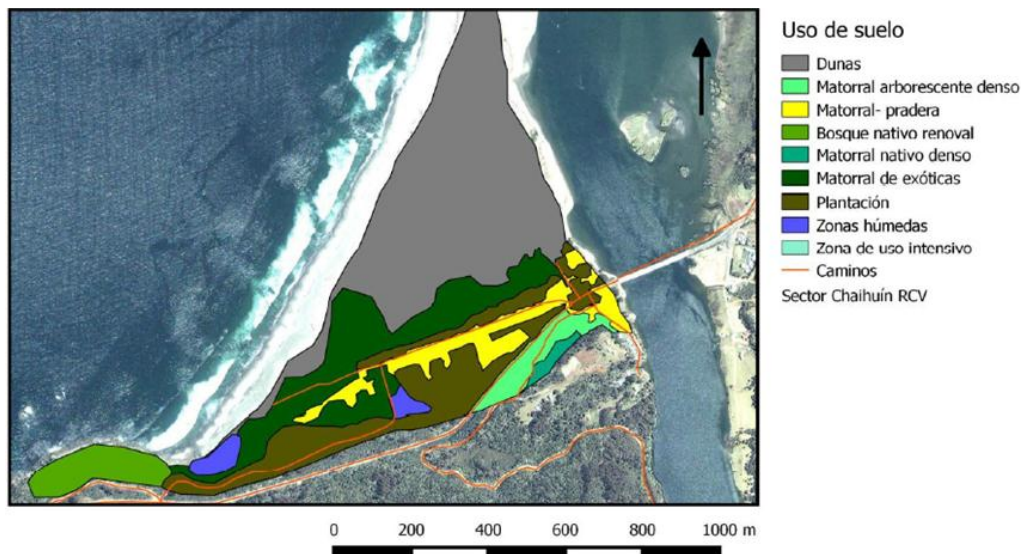 Uso de suelo
Dunas
Matorral arborescente denso
Matorral- pradera
Bosque nativo renoval
Matorral nativo denso
Matorral de exóticas
Plantación
Zonas húmedas
Zona de uso intensivo
Caminos
Sector Chaihuín RCV
0 200 400 600 800 1000 m